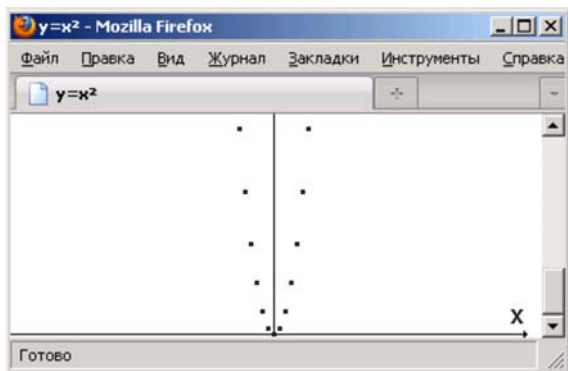 y=x² - Mozilla Firefox
Файл Правка Вид Журнал Закладки Инструменты Справка
y=x²
X
Готово